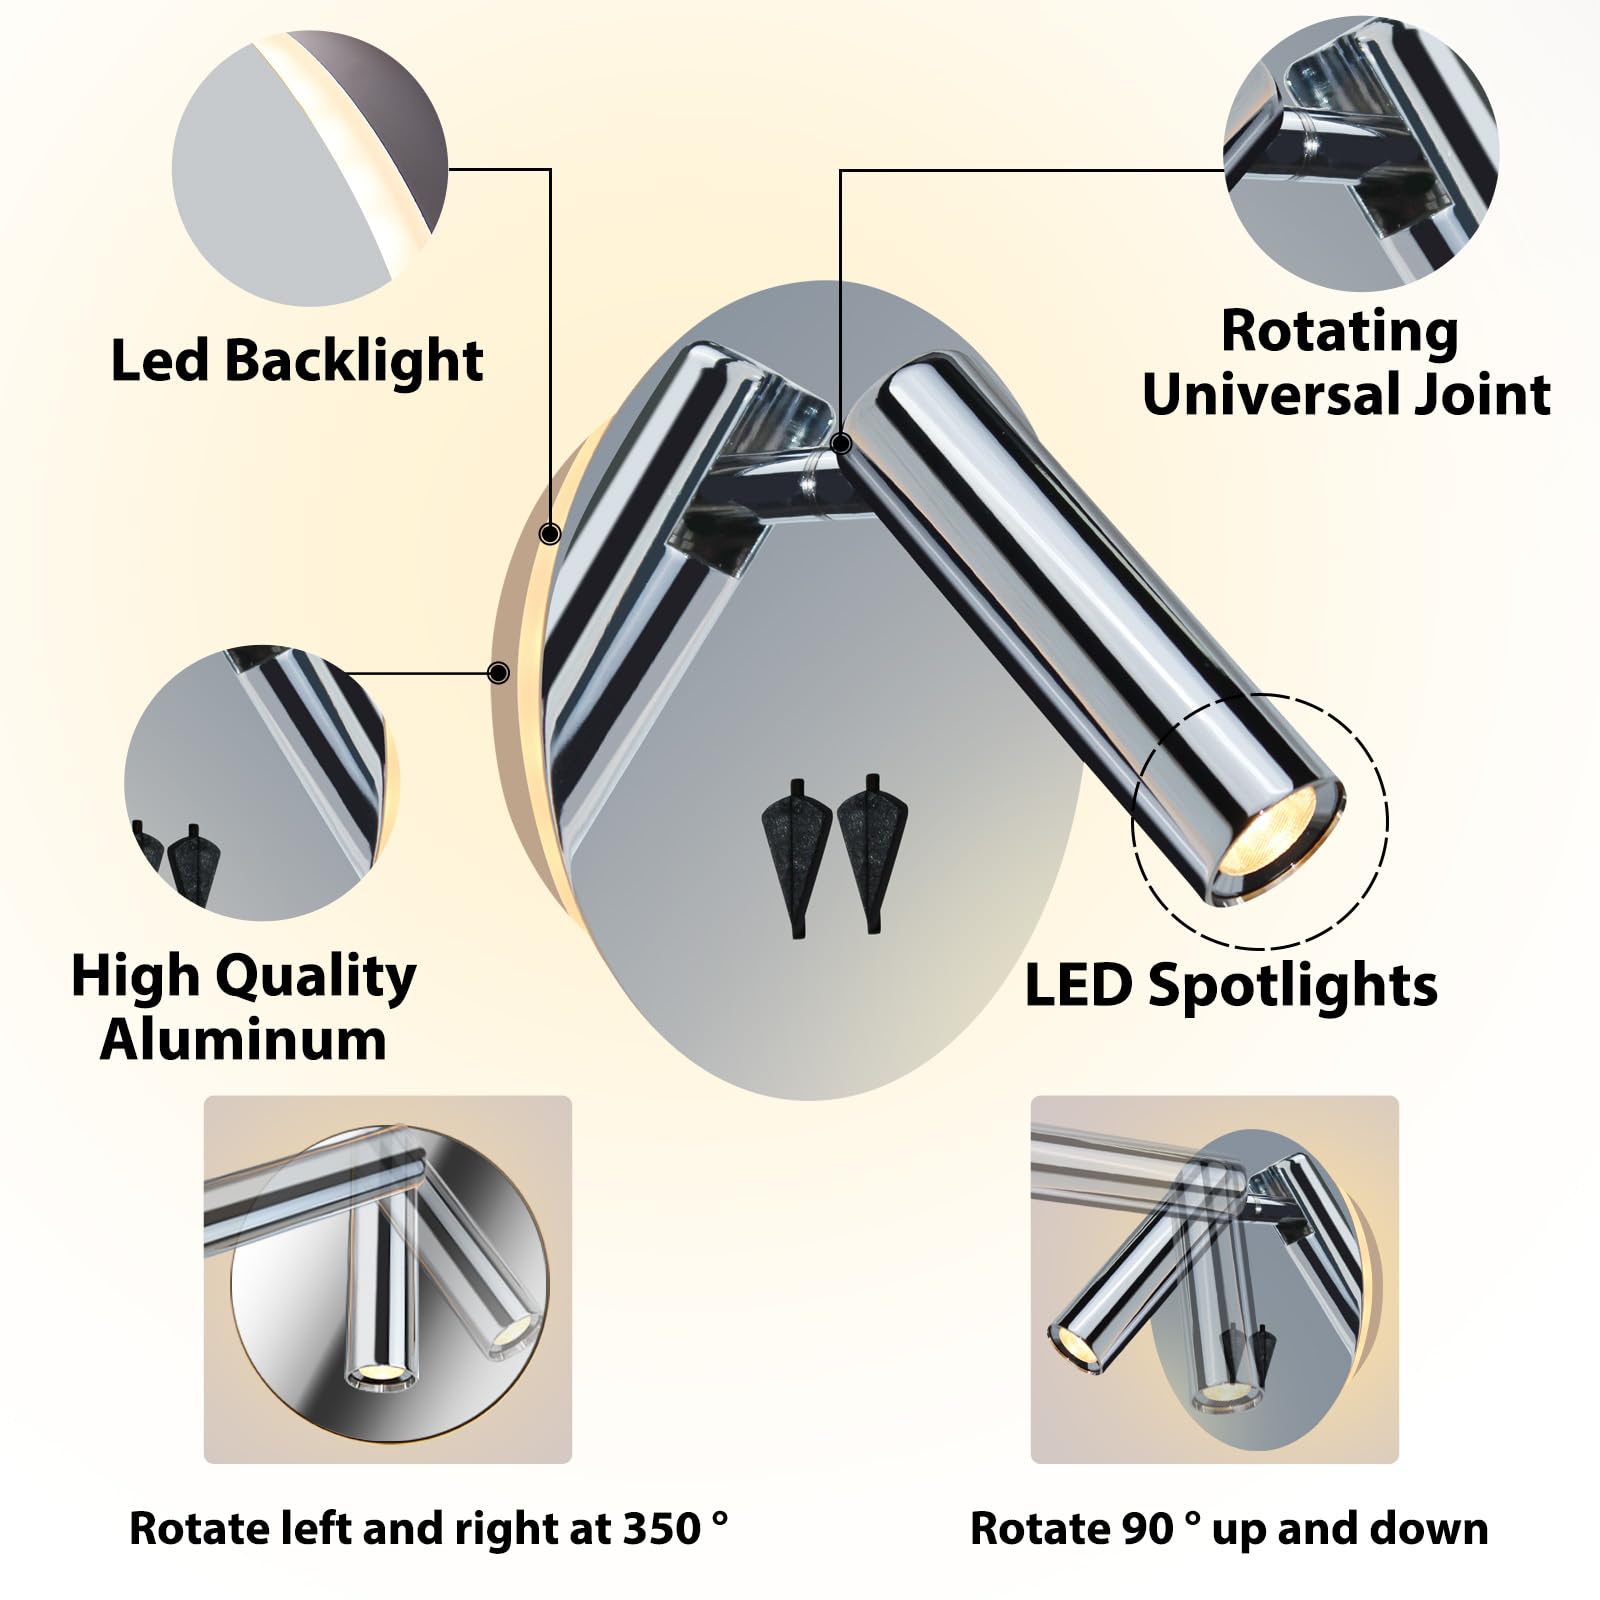 Led Backlight
Rotating
Universal Joint
High Quality
Aluminum
LED Spotlights
Rotate left and right at 350 °
Rotate 90 ° up and down